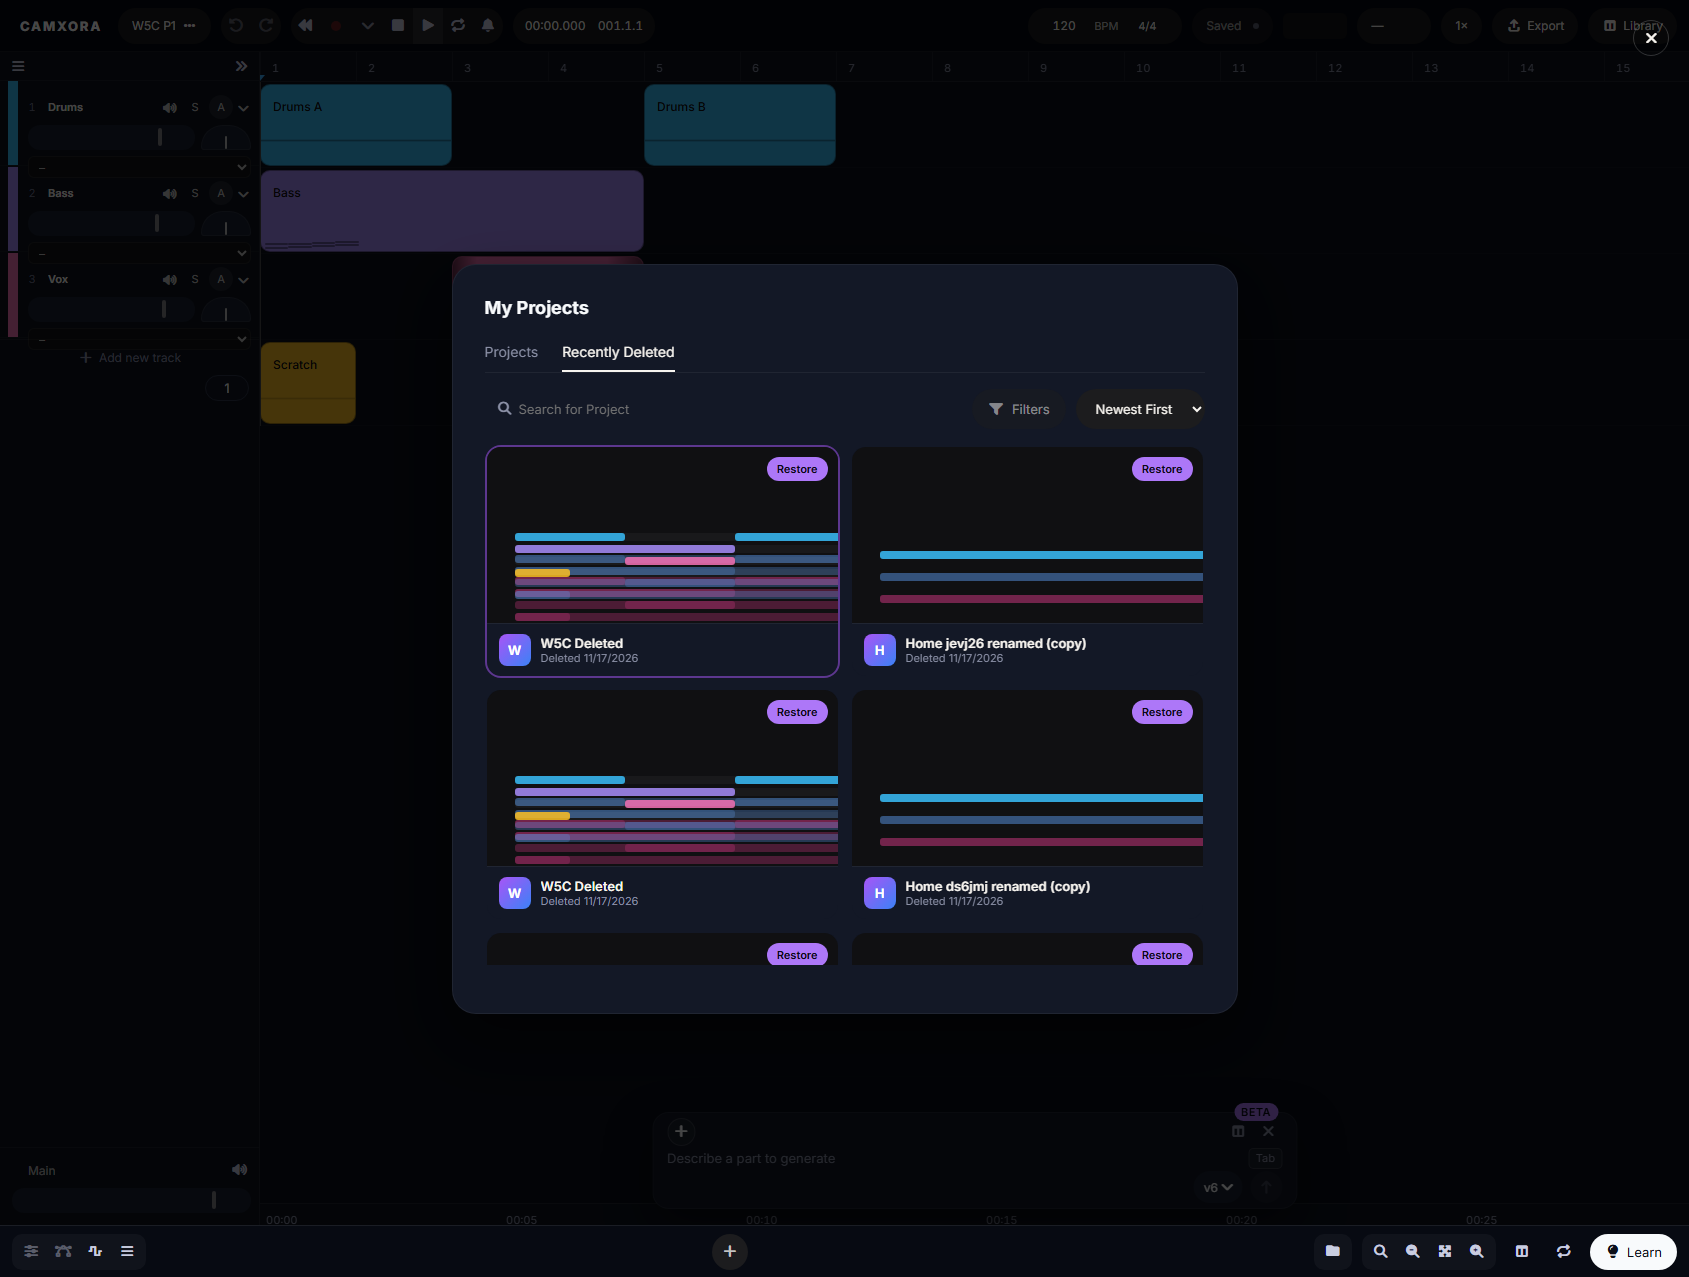 CAMXORA
W5C P1
00:00.000 001.1.1
120 BPM 4/4
Saved
1×
Export
Library
1 2 3 4 5 6 7 8 9 10 11 12 13 14 15
1 Drums S A
–
2 Bass S A
–
3 Vox S A
–
Add new track
1
Drums A
Drums B
Bass
Scratch
My Projects
Projects Recently Deleted
Search for Project
Filters
Newest First
Restore
W
W5C Deleted
Deleted 11/17/2026
Restore
H
Home jevj26 renamed (copy)
Deleted 11/17/2026
Restore
W
W5C Deleted
Deleted 11/17/2026
Restore
H
Home ds6jmj renamed (copy)
Deleted 11/17/2026
Restore
Restore
BETA
Describe a part to generate
Tab
v6
Main
00:00 00:05 00:10 00:15 00:20 00:25
Learn